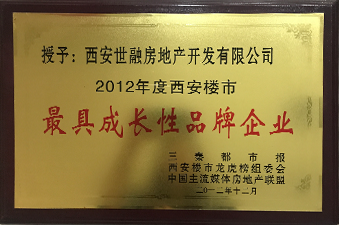 授予：西安世融房地产开发有限公司
2012年度西安楼市
最具成长性品牌企业
三秦都市报
西安楼市龙虎榜组委会
中国主流媒体房地产联盟
二〇一二年十二月